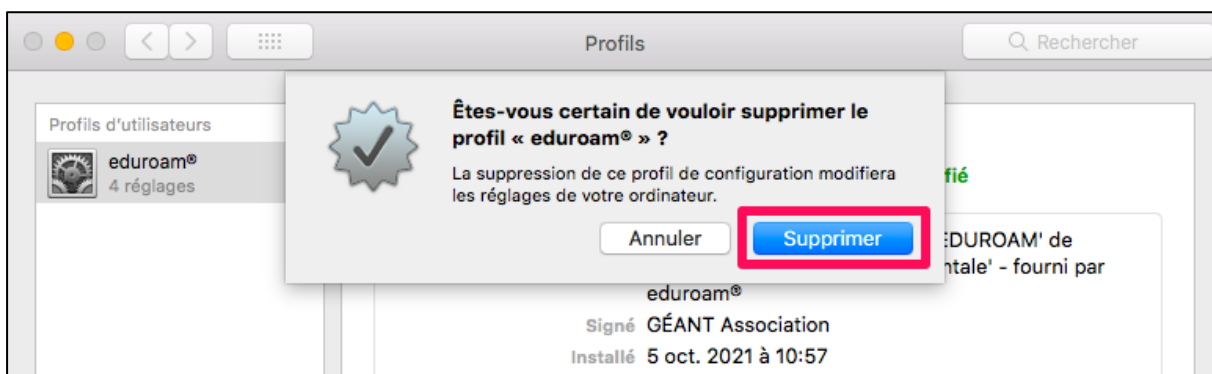 Profils
Rechercher
Profils d'utilisateurs
eduroam®
4 réglages
Êtes-vous certain de vouloir supprimer le
profil « eduroam® » ?
La suppression de ce profil de configuration modifiera
les réglages de votre ordinateur.
Annuler
Supprimer
fié
EDUROAM' de
ntale' - fourni par
eduroam®
Signé GÉANT Association
Installé 5 oct. 2021 à 10:57